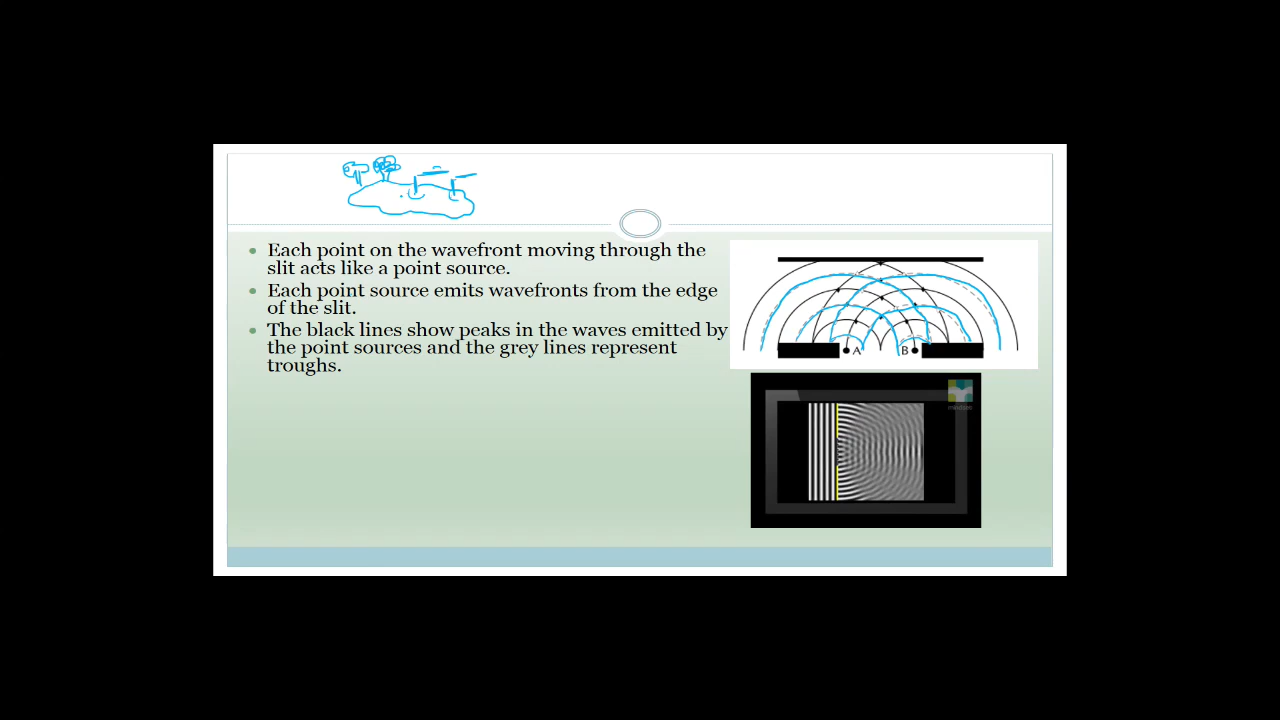 Each point on the wavefront moving through the
slit acts like a point source.
Each point source emits wavefronts from the edge
of the slit.
The black lines show peaks in the waves emitted by
the point sources and the grey lines represent
troughs.
A
B